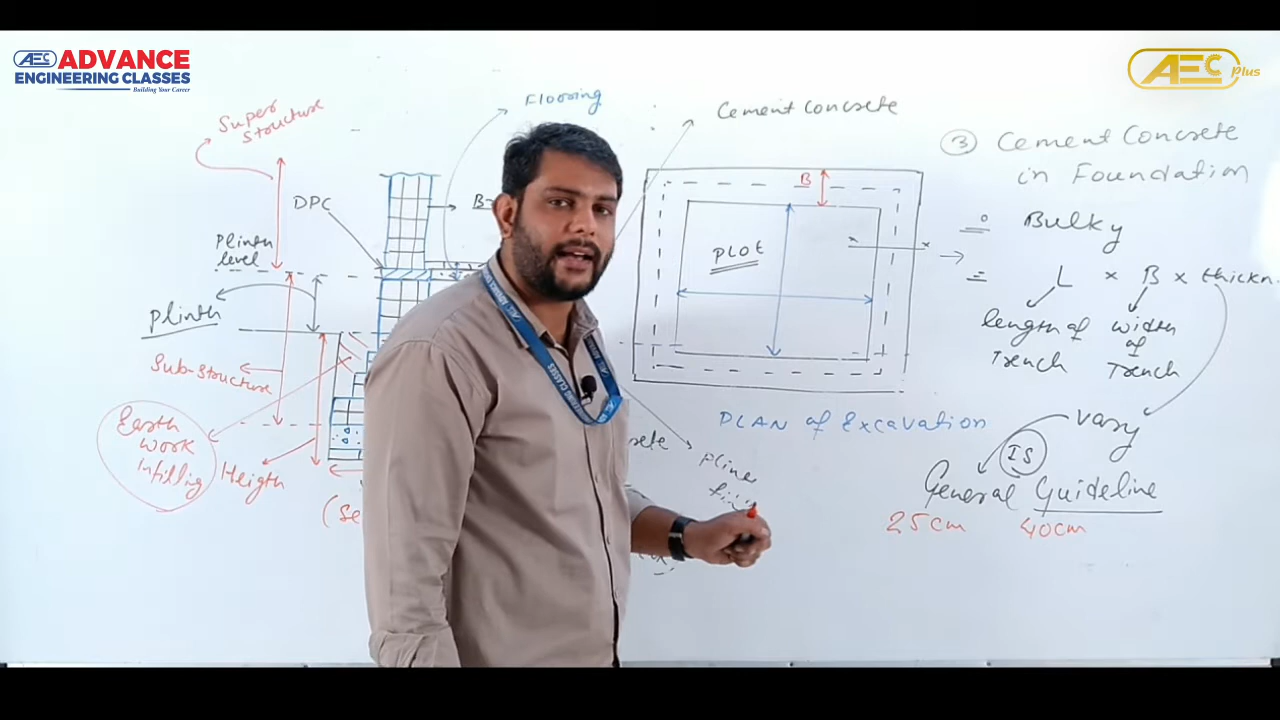 AEC ADVANCE
ENGINEERING CLASSES
Building Your Career
AEC Plus
Super
Structure
Flooring
Cement Concrete
③ Cement Concrete
in Foundation
DPC
B=
B
Plinth
level
PLOT
Bulky
L × B × thickn
Plinth
length of
Trench
width
of
Trench
Sub-Structure
Earth
work
infilling
Heigth
PLAN of Excavation
vary
IS
General Guideline
25cm 40cm